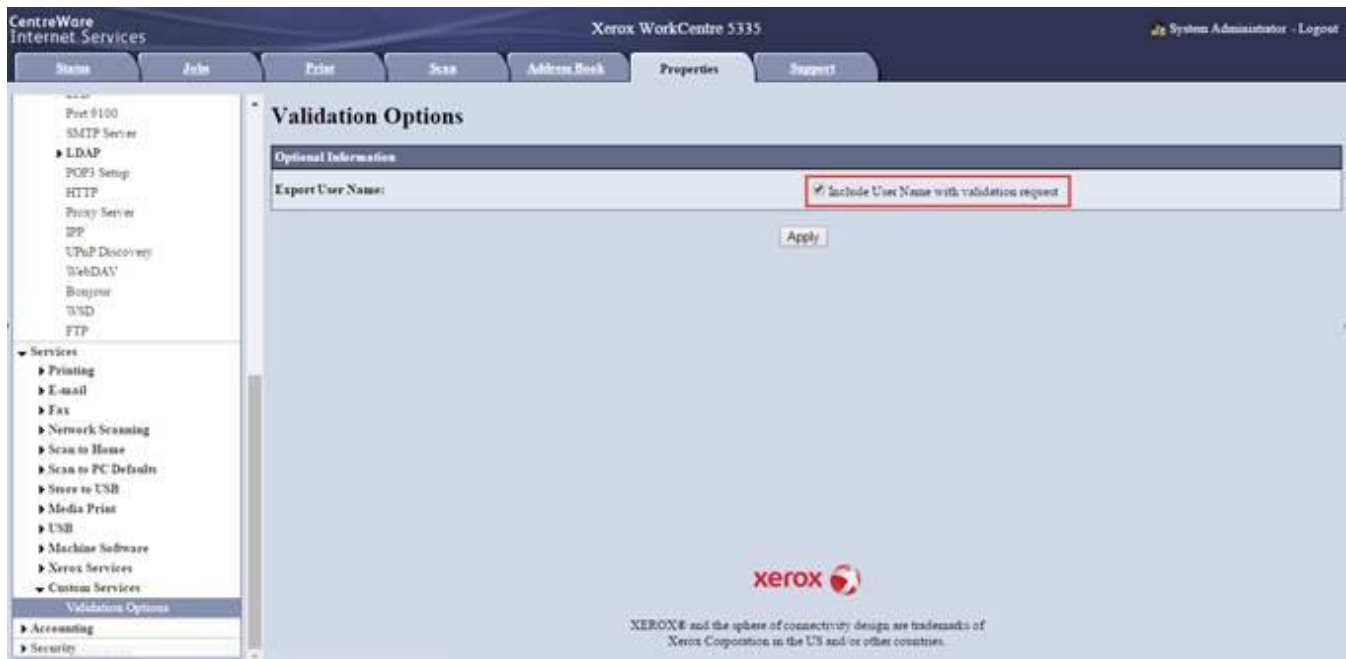 CentreWare
Internet Services
Xerox WorkCentre 5335
System Administrator - Logout
Status
Jobs
Print
Scan
Address Book
Properties
Support
Port 9100
SMTP Server
LDAP
POP3 Setup
HTTP
Proxy Server
IPP
UPnP Discovery
WebDAV
Bonjour
WSD
FTP
Services
Printing
E-mail
Fax
Network Scanning
Scan to Home
Scan to PC Defaults
Store to USB
Media Print
USB
Machine Software
Xerox Services
Custom Services
Validation Options
Accounting
Security
Validation Options
Optional Information
Export User Name:
Include User Name with validation request
Apply
xerox
XEROX® and the sphere of connectivity design are trademarks of
Xerox Corporation in the US and/or other countries.